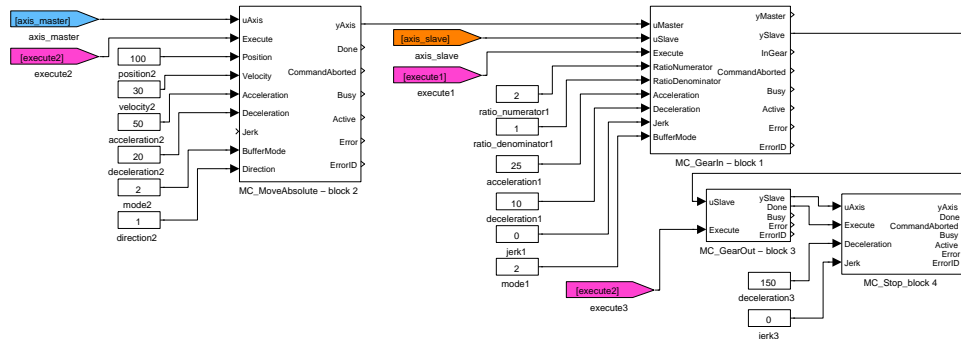 [axis_master]
axis_master
[execute2]
execute2
100
position2
30
velocity2
50
acceleration2
20
deceleration2
2
mode2
1
direction2
uAxis
Execute
Position
Velocity
Acceleration
Deceleration
Jerk
BufferMode
Direction
yAxis
Done
CommandAborted
Busy
Active
Error
ErrorID
MC_MoveAbsolute – block 2
[axis_slave]
axis_slave
[execute1]
execute1
2
ratio_numerator1
1
ratio_denominator1
25
acceleration1
10
deceleration1
0
jerk1
2
mode1
uMaster
uSlave
Execute
RatioNumerator
RatioDenominator
Acceleration
Deceleration
Jerk
BufferMode
yMaster
ySlave
InGear
CommandAborted
Busy
Active
Error
ErrorID
MC_GearIn – block 1
[execute2]
execute3
uSlave
Execute
ySlave
Done
Busy
Error
ErrorID
MC_GearOut – block 3
150
deceleration3
0
jerk3
uAxis
Execute
Deceleration
Jerk
yAxis
Done
CommandAborted
Busy
Active
Error
ErrorID
MC_Stop_block 4